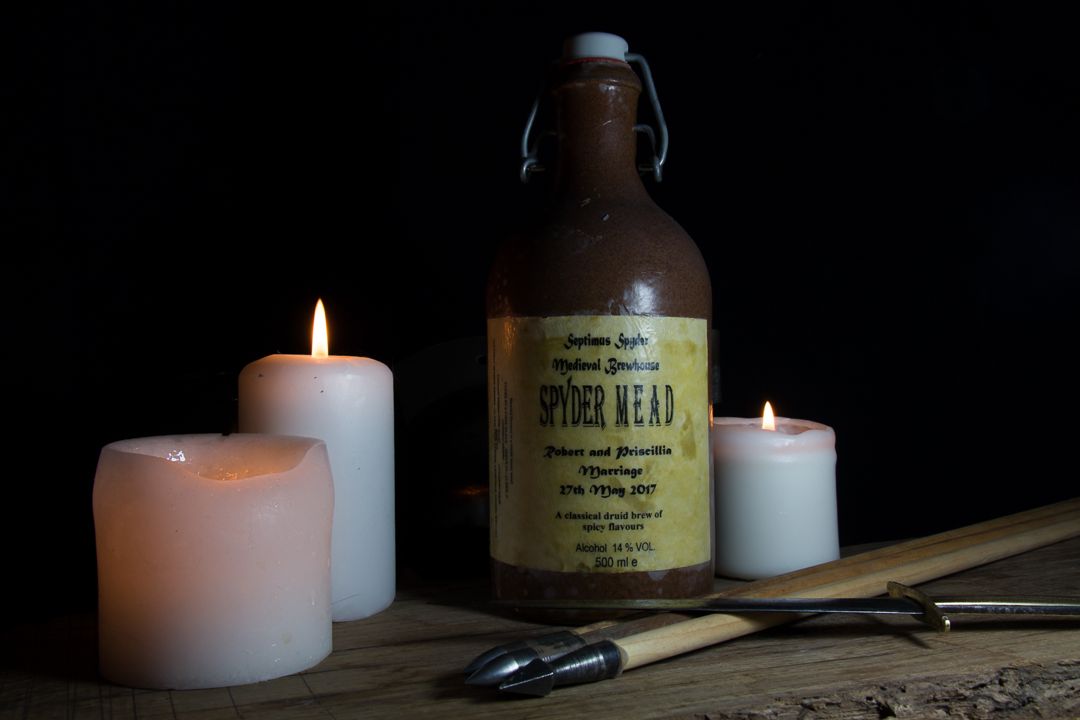 Septimus Spyder
Medieval Brewhouse
SPYDER MEAD
Robert and Priscillia
Marriage
27th May 2017
A classical druid brew of
spicy flavours
Alcohol 14 % VOL.
500 ml e